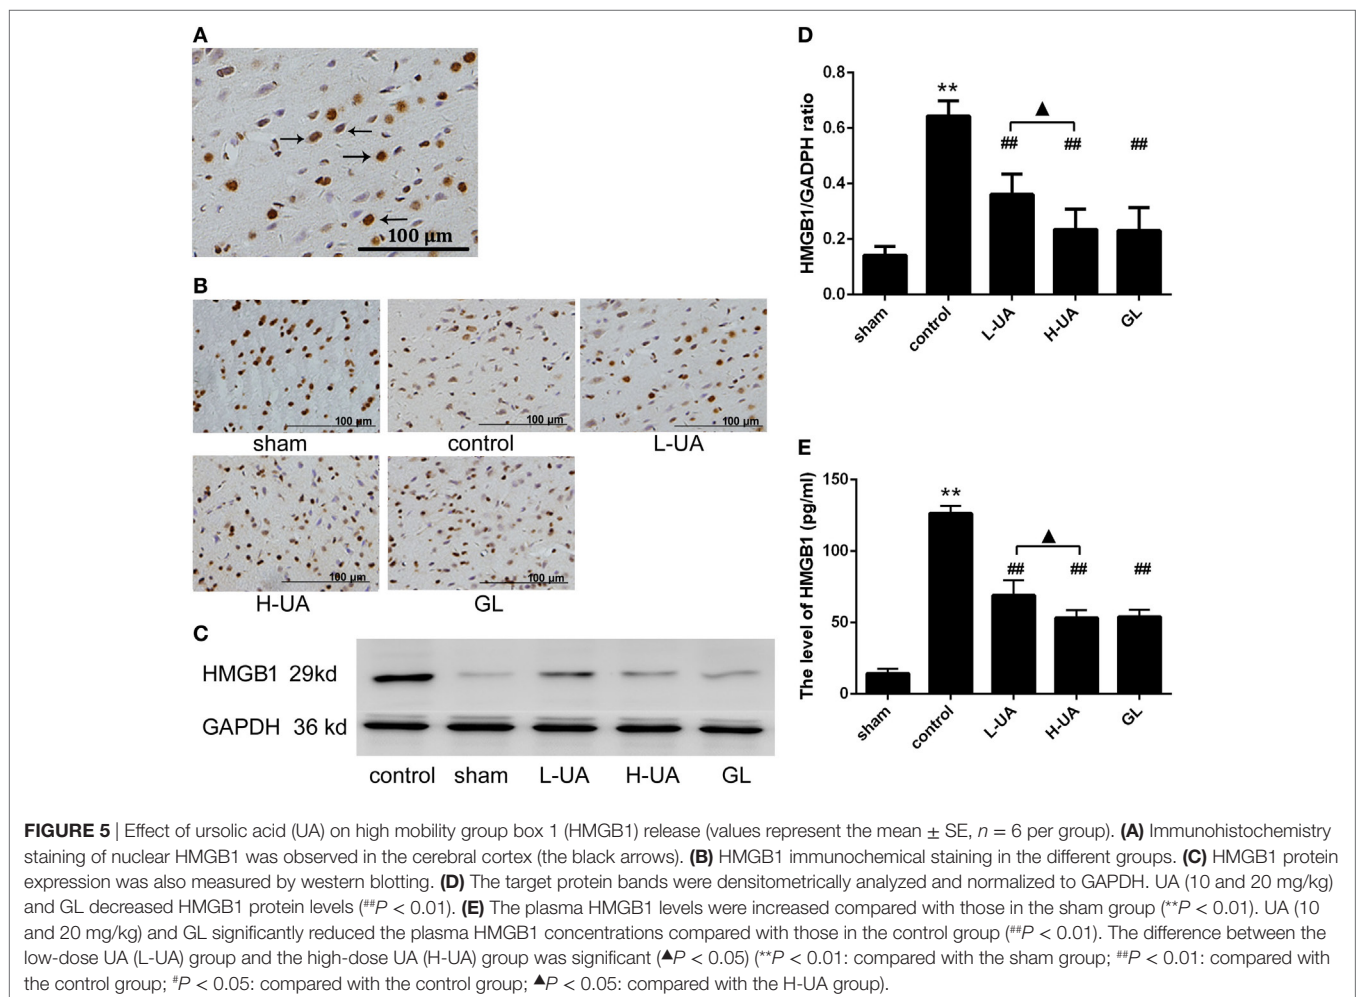 A
100 µm
B
100 µm
sham
100 µm
control
100 µm
L-UA
100 µm
H-UA
100 µm
GL
C
HMGB1 29kd
GAPDH 36 kd
control sham L-UA H-UA GL
D
HMGB1/GADPH ratio
0.8
0.6
0.4
0.2
0.0
**
▲
## ## ##
sham control L-UA H-UA GL
E
The level of HMGB1 (pg/ml)
150
100
50
0
**
▲
## ## ##
sham control L-UA H-UA GL
FIGURE 5 | Effect of ursolic acid (UA) on high mobility group box 1 (HMGB1) release (values represent the mean ± SE, n = 6 per group). (A) Immunohistochemistry
staining of nuclear HMGB1 was observed in the cerebral cortex (the black arrows). (B) HMGB1 immunochemical staining in the different groups. (C) HMGB1 protein
expression was also measured by western blotting. (D) The target protein bands were densitometrically analyzed and normalized to GAPDH. UA (10 and 20 mg/kg)
and GL decreased HMGB1 protein levels (##P < 0.01). (E) The plasma HMGB1 levels were increased compared with those in the sham group (**P < 0.01). UA (10
and 20 mg/kg) and GL significantly reduced the plasma HMGB1 concentrations compared with those in the control group (##P < 0.01). The difference between the
low-dose UA (L-UA) group and the high-dose UA (H-UA) group was significant (▲P < 0.05) (**P < 0.01: compared with the sham group; ##P < 0.01: compared with
the control group; #P < 0.05: compared with the control group; ▲P < 0.05: compared with the H-UA group).